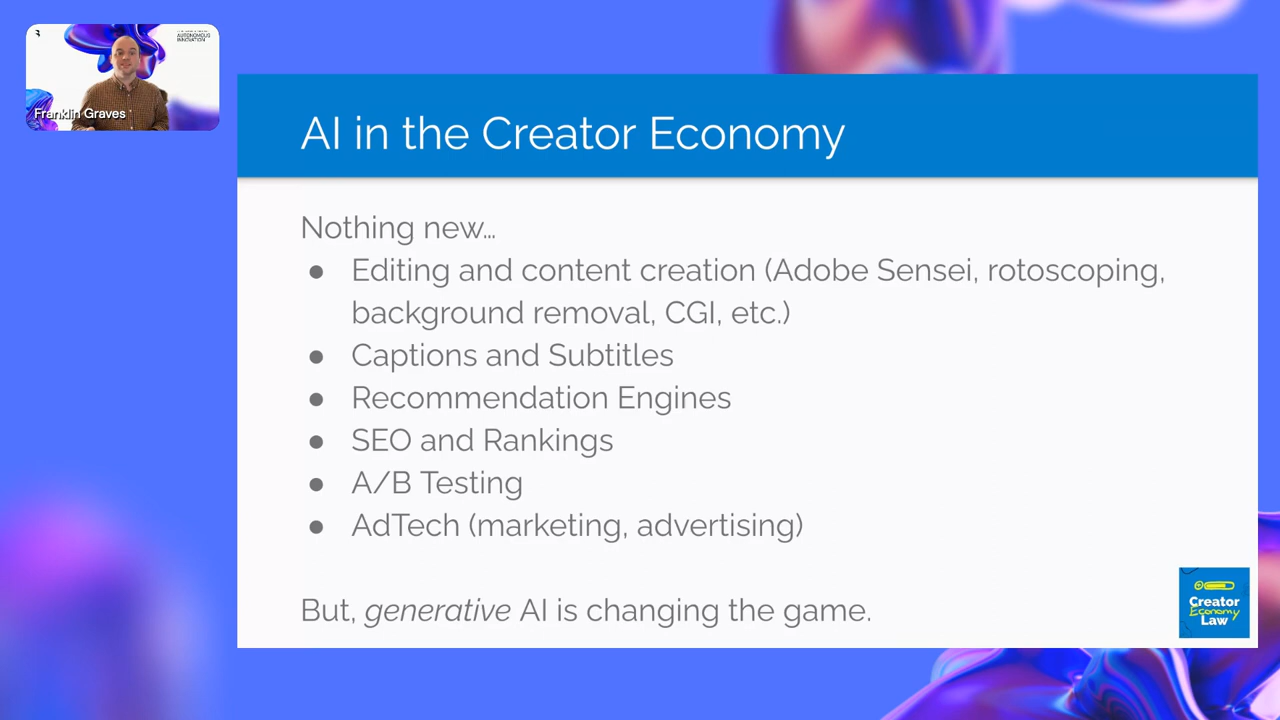 AUTONOMOUS
INNOVATION
Franklin Graves
AI in the Creator Economy
Nothing new...
● Editing and content creation (Adobe Sensei, rotoscoping,
background removal, CGI, etc.)
● Captions and Subtitles
● Recommendation Engines
● SEO and Rankings
● A/B Testing
● AdTech (marketing, advertising)
But, generative AI is changing the game.
Creator
Economy
Law